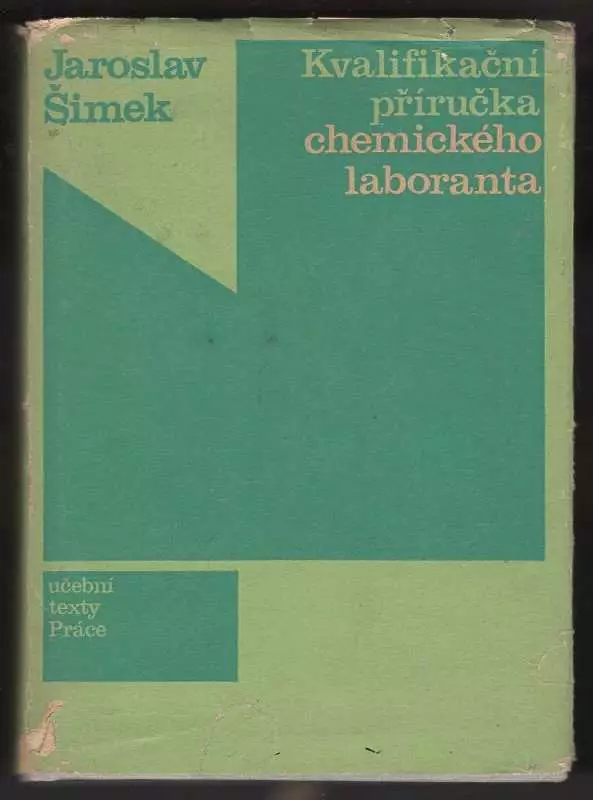 Jaroslav
Šimek
Kvalifikační
příručka
chemického
laboranta
učební
texty
Práce